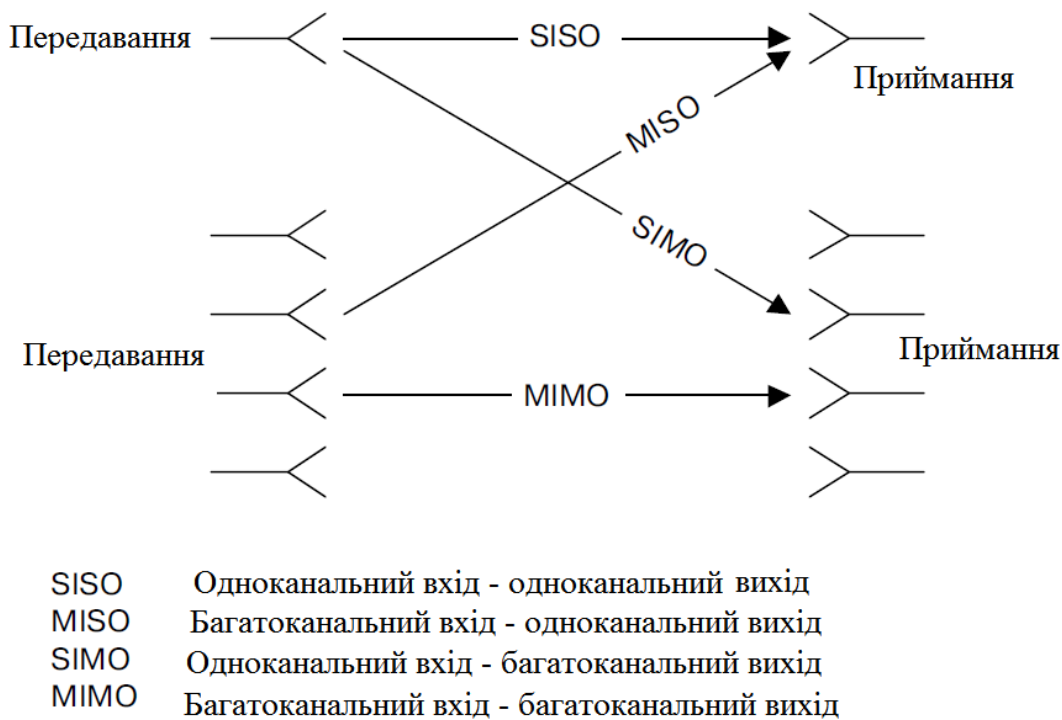 Передавання SISO Приймання
MISO
SIMO
Передавання Приймання
MIMO
SISO Одноканальний вхід - одноканальний вихід
MISO Багатоканальний вхід - одноканальний вихід
SIMO Одноканальний вхід - багатоканальний вихід
MIMO Багатоканальний вхід - багатоканальний вихід